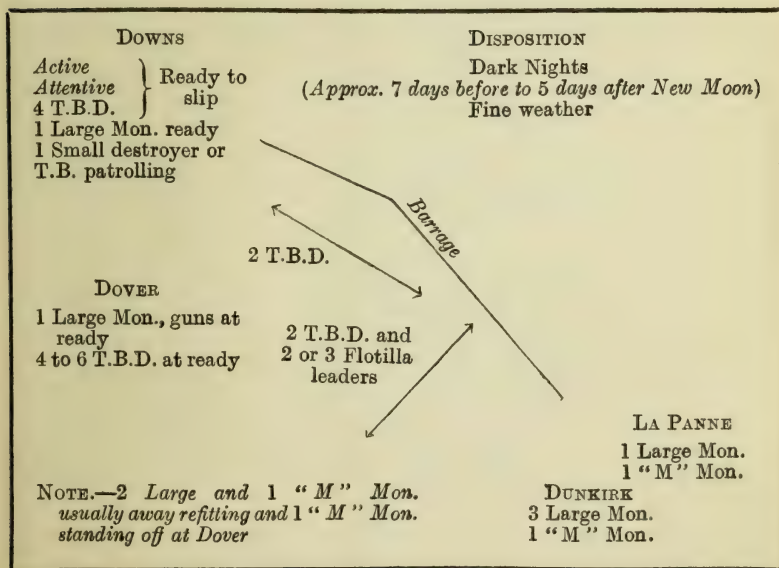 DOWNS
Active
Attentive
4 T.B.D.
Ready to
slip
1 Large Mon. ready
1 Small destroyer or
T.B. patrolling
DISPOSITION
Dark Nights
(Approx. 7 days before to 5 days after New Moon)
Fine weather
Barrage
2 T.B.D.
DOVER
1 Large Mon., guns at
ready
4 to 6 T.B.D. at ready
2 T.B.D. and
2 or 3 Flotilla
leaders
LA PANNE
1 Large Mon.
1 "M" Mon.
NOTE.—2 Large and 1 "M" Mon.
usually away refitting and 1 "M" Mon.
standing off at Dover
DUNKIRK
3 Large Mon.
1 "M" Mon.